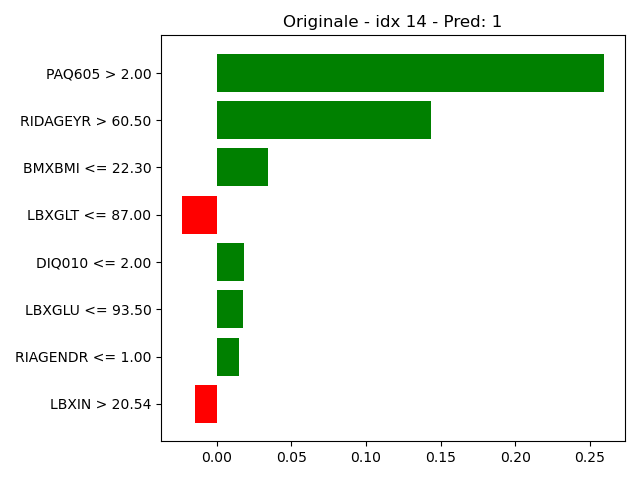 Originale - idx 14 - Pred: 1
PAQ605 > 2.00
RIDAGEYR > 60.50
BMXBMI <= 22.30
LBXGLT <= 87.00
DIQ010 <= 2.00
LBXGLU <= 93.50
RIAGENDR <= 1.00
LBXIN > 20.54
0.00 0.05 0.10 0.15 0.20 0.25